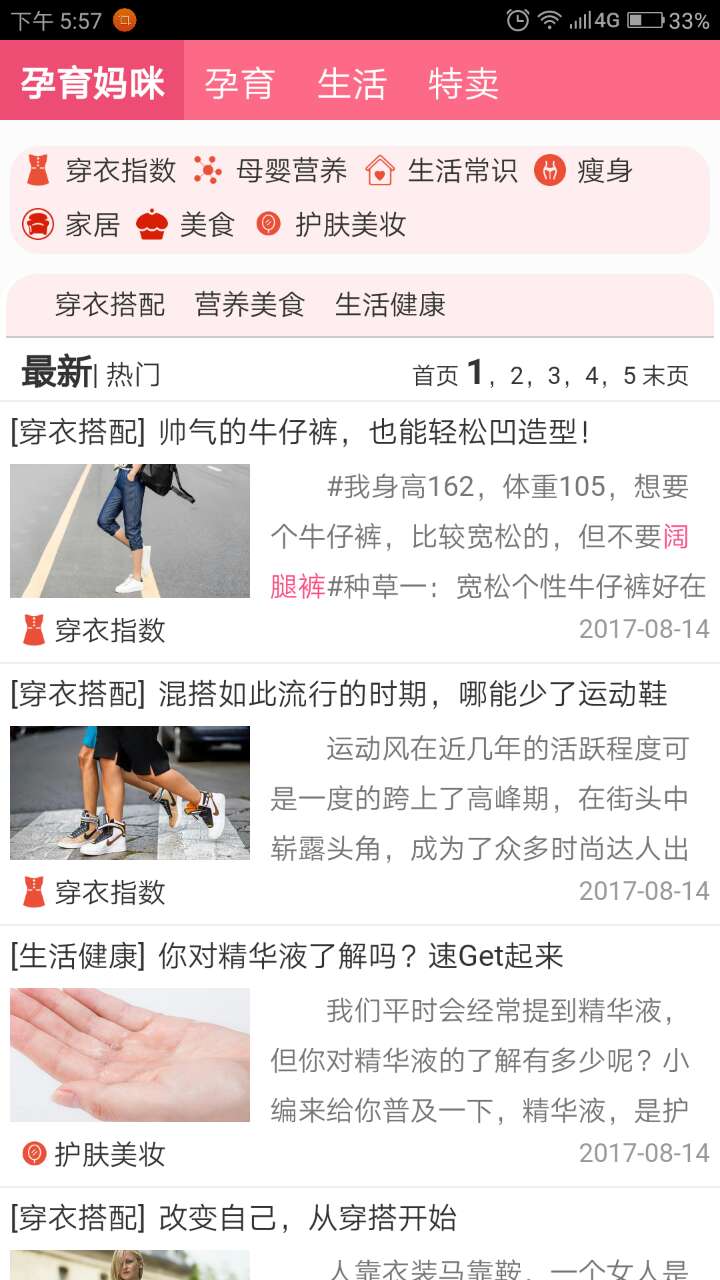 下午 5:57 4G 33%
孕育妈咪 孕育 生活 特卖
穿衣指数 母婴营养 生活常识 瘦身
家居 美食 护肤美妆
穿衣搭配 营养美食 生活健康
最新| 热门 首页 1, 2, 3, 4, 5 末页
[穿衣搭配] 帅气的牛仔裤，也能轻松凹造型！
#我身高162，体重105，想要
个牛仔裤，比较宽松的，但不要阔
腿裤#种草一：宽松个性牛仔裤好在
穿衣指数 2017-08-14
[穿衣搭配] 混搭如此流行的时期，哪能少了运动鞋
运动风在近几年的活跃程度可
是一度的跨上了高峰期，在街头中
崭露头角，成为了众多时尚达人出
穿衣指数 2017-08-14
[生活健康] 你对精华液了解吗？速Get起来
我们平时会经常提到精华液，
但你对精华液的了解有多少呢？小
编来给你普及一下，精华液，是护
护肤美妆 2017-08-14
[穿衣搭配] 改变自己，从穿搭开始
人靠衣装马靠鞍，一个女人是